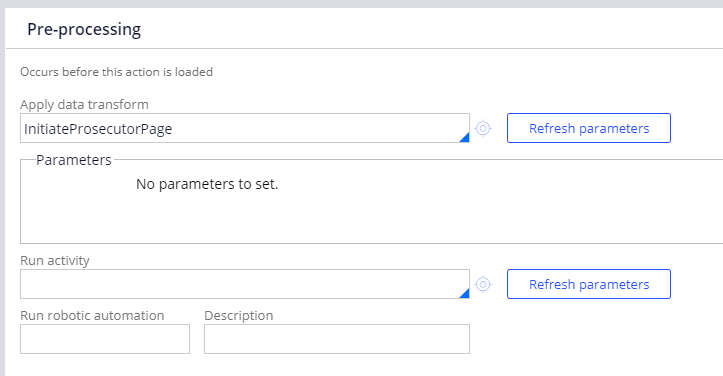 Pre-processing
Occurs before this action is loaded
Apply data transform
InitiateProsecutorPage
Refresh parameters
Parameters
No parameters to set.
Run activity
Refresh parameters
Run robotic automation
Description